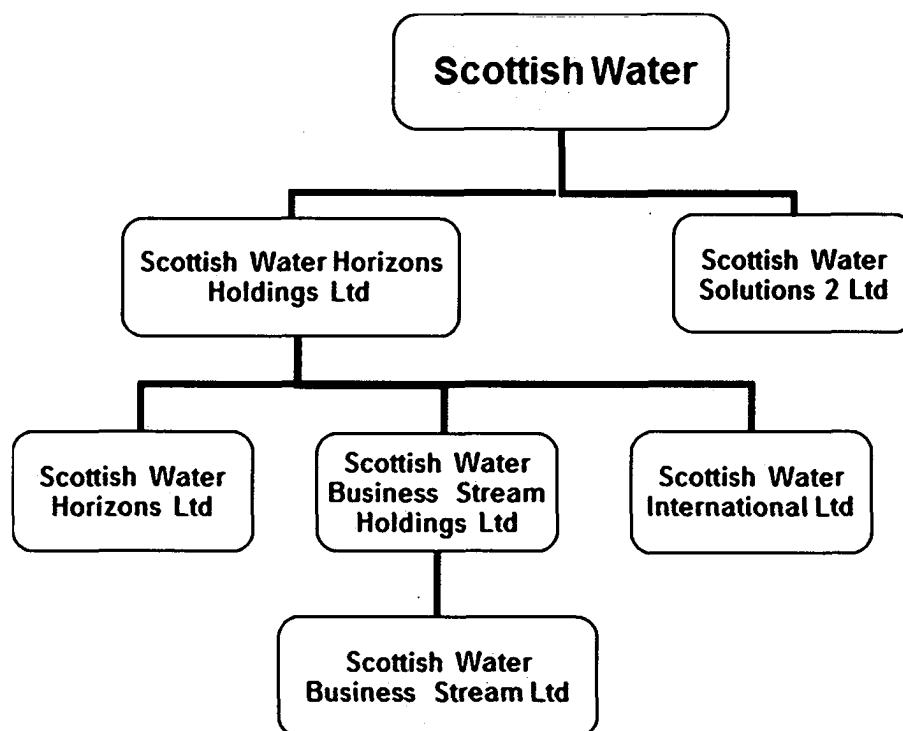 Scottish Water
Scottish Water Horizons
Holdings Ltd
Scottish Water
Solutions 2 Ltd
Scottish Water
Horizons Ltd
Scottish Water
Business Stream
Holdings Ltd
Scottish Water
International Ltd
Scottish Water
Business Stream Ltd